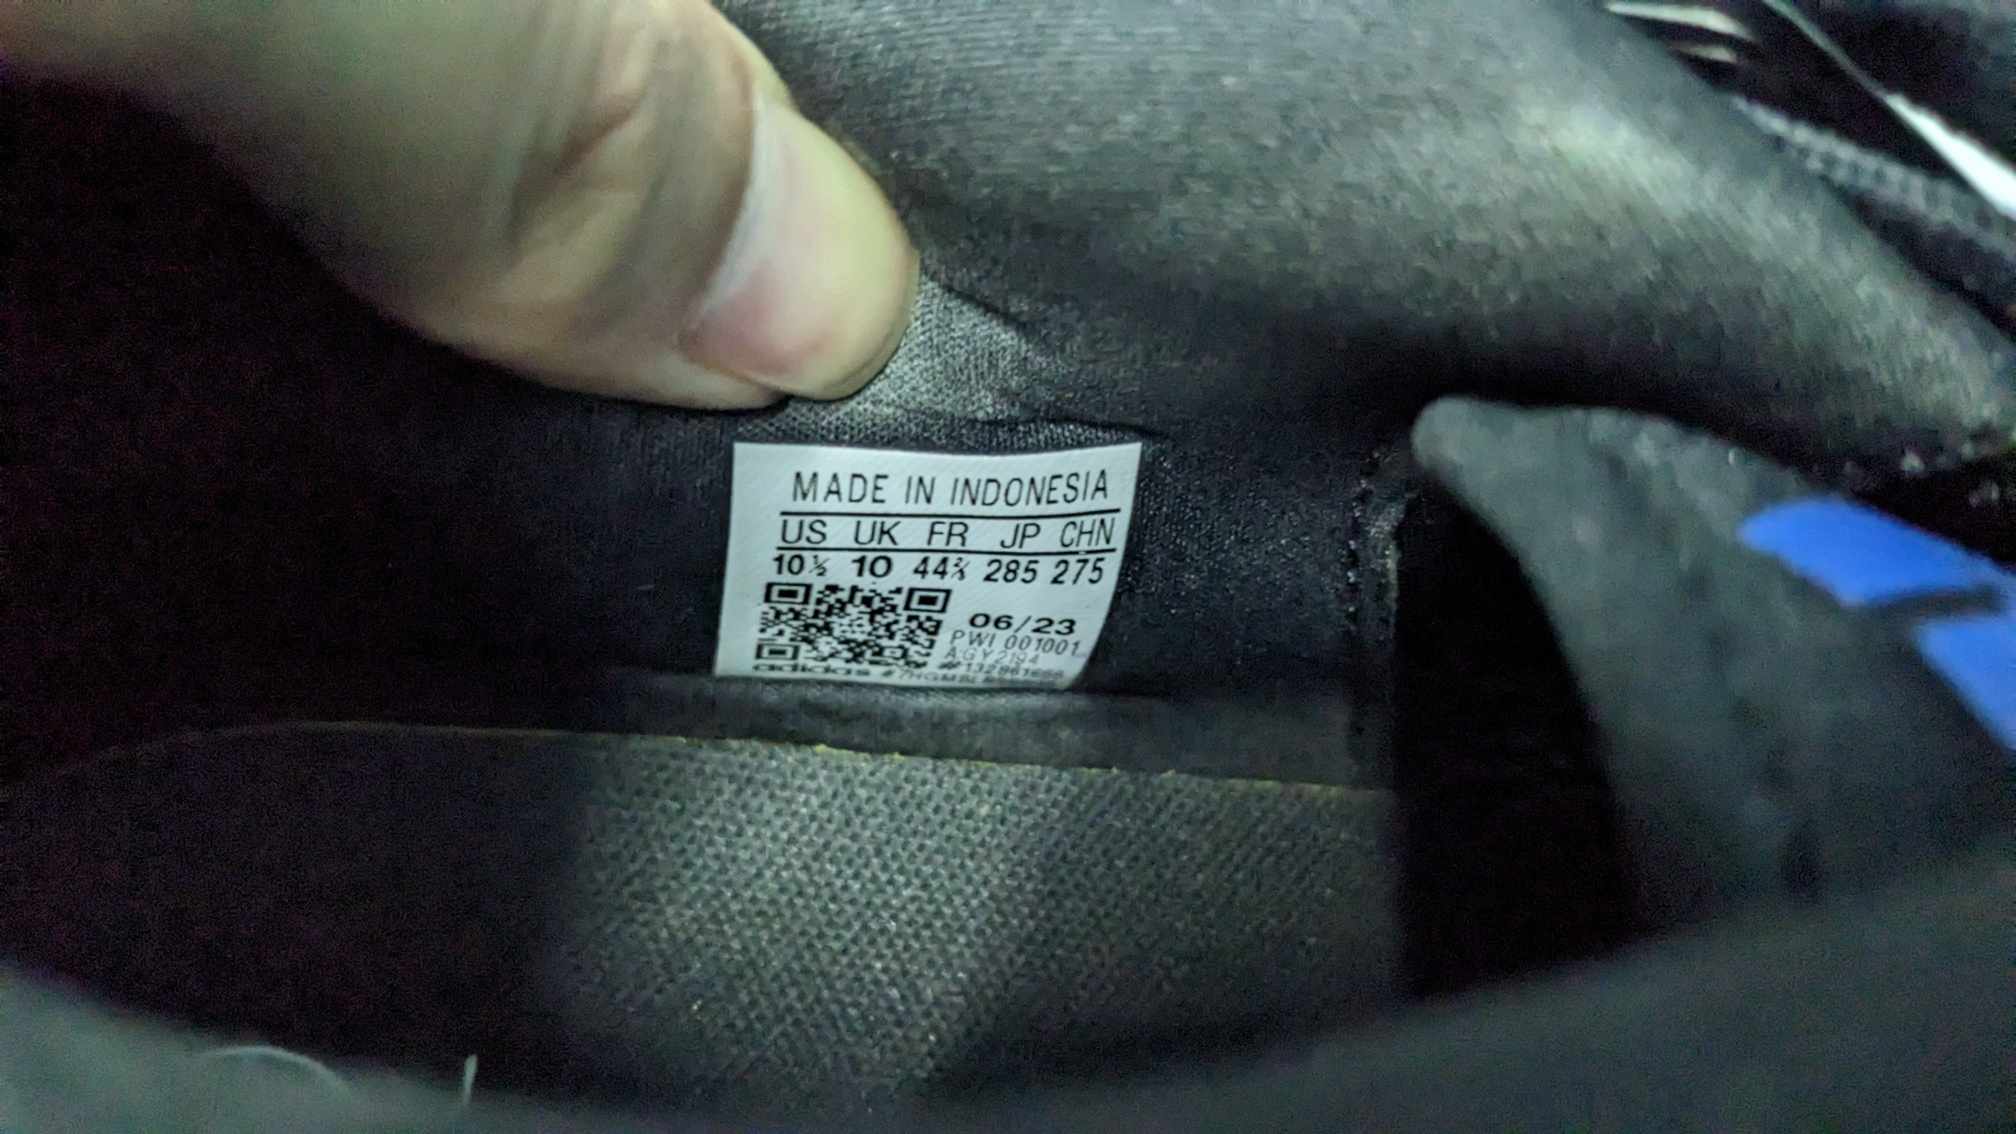 MADE IN INDONESIA
US UK FR JP CHN
10½ 10 44⅔ 285 275
06/23
PWI 001001
adidas